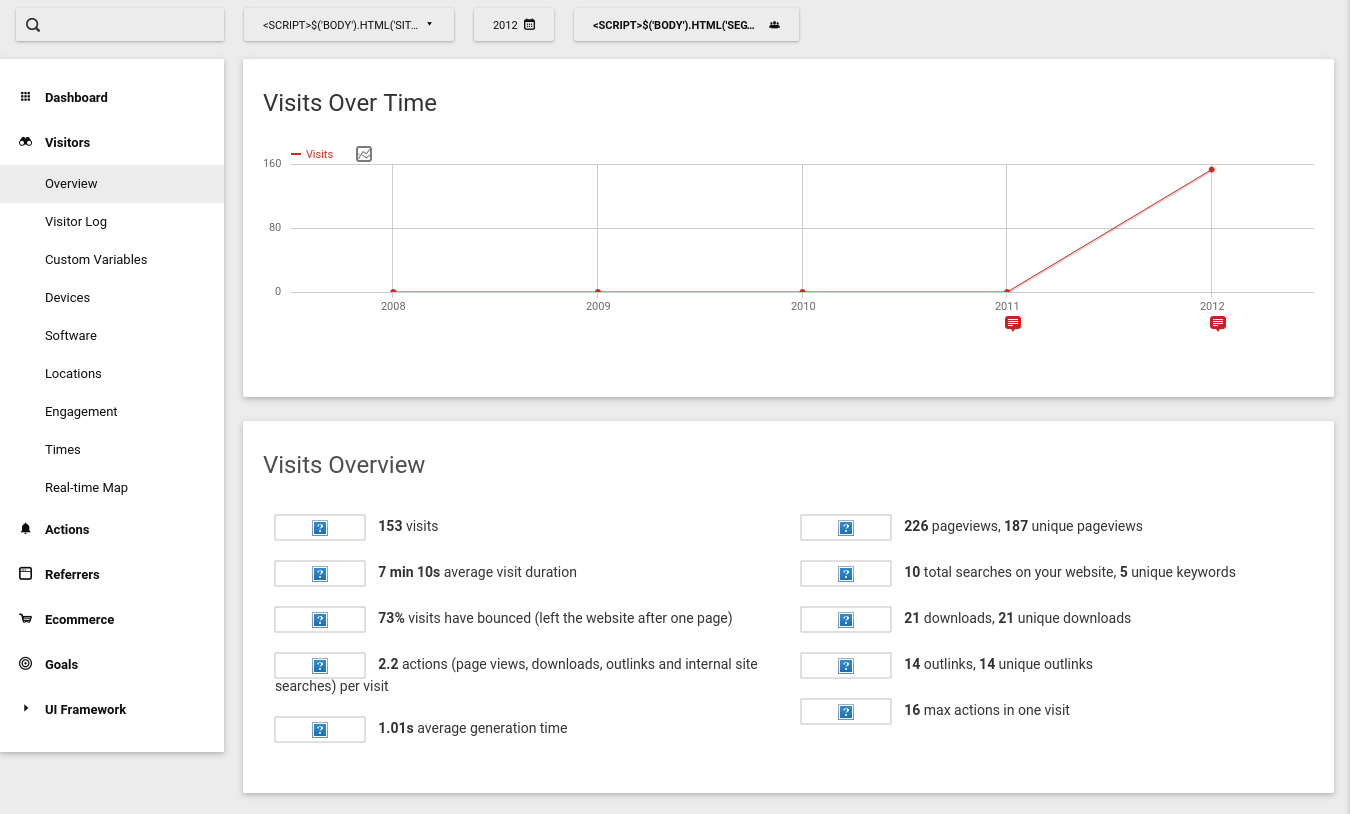 <SCRIPT>$('BODY').HTML('SIT...
2012
<SCRIPT>$('BODY').HTML('SEG...
Dashboard
Visitors
Overview
Visitor Log
Custom Variables
Devices
Software
Locations
Engagement
Times
Real-time Map
Actions
Referrers
Ecommerce
Goals
UI Framework
Visits Over Time
Visits
160
80
0
2008 2009 2010 2011 2012
Visits Overview
153 visits
7 min 10s average visit duration
73% visits have bounced (left the website after one page)
2.2 actions (page views, downloads, outlinks and internal site
searches) per visit
1.01s average generation time
226 pageviews, 187 unique pageviews
10 total searches on your website, 5 unique keywords
21 downloads, 21 unique downloads
14 outlinks, 14 unique outlinks
16 max actions in one visit